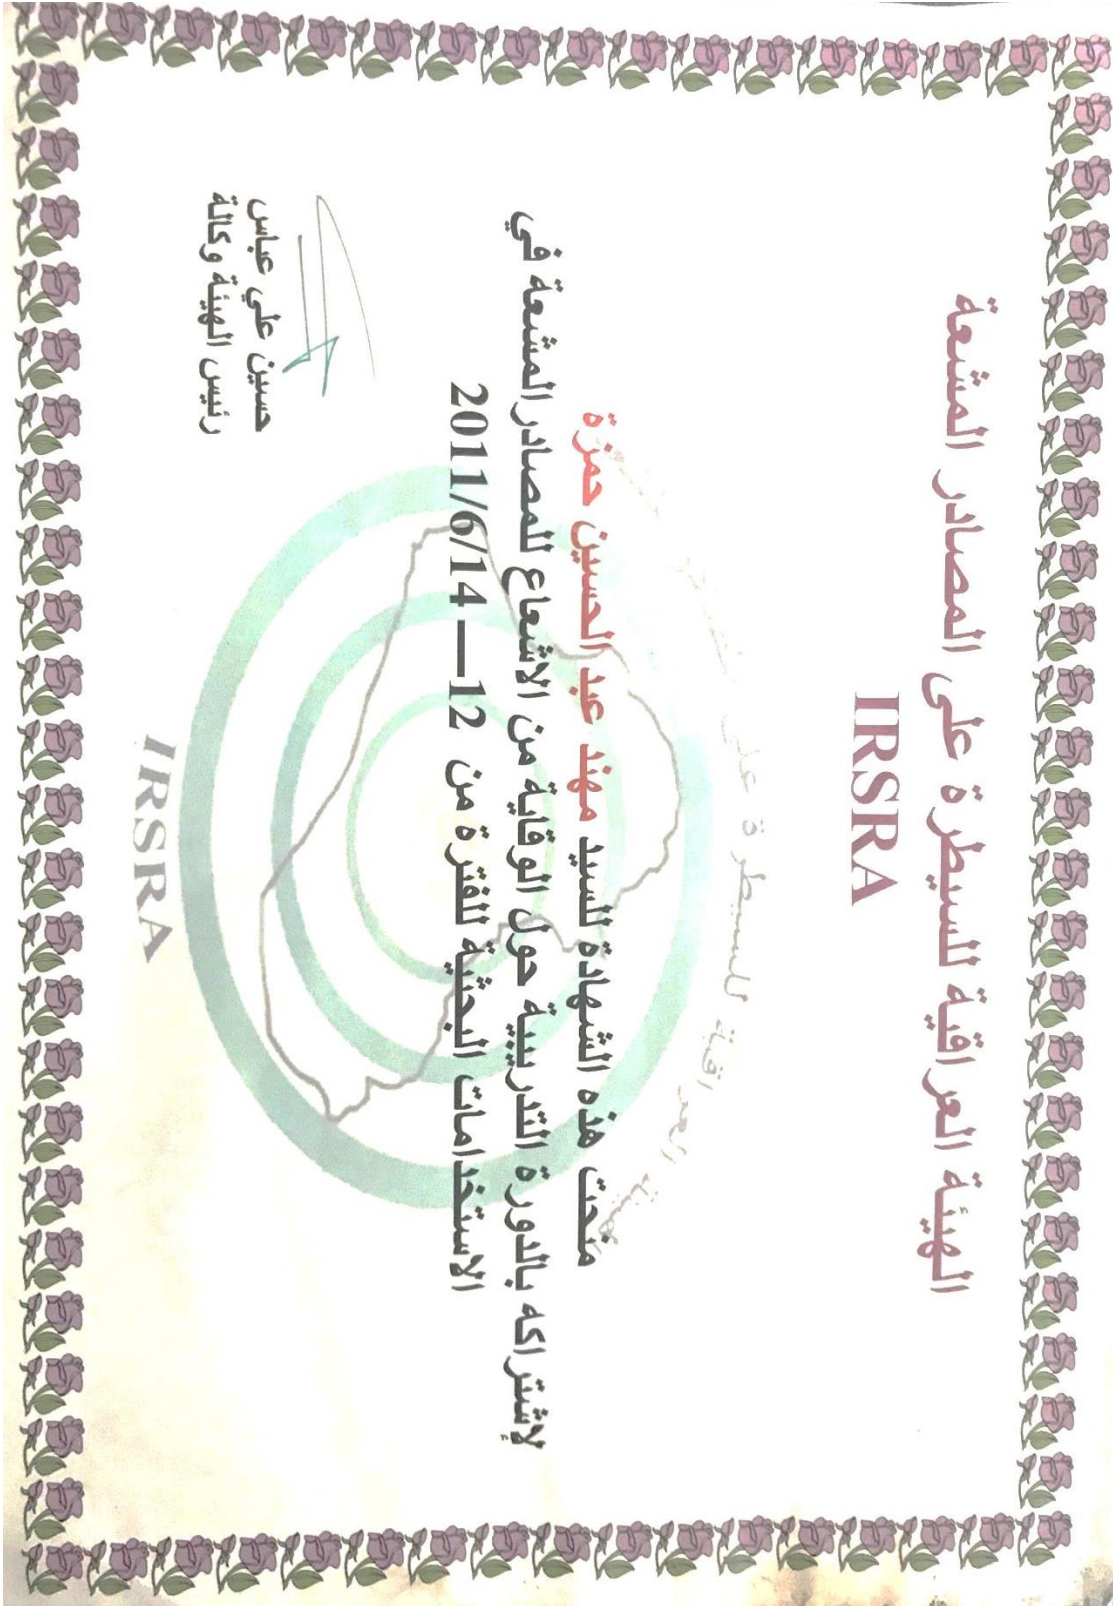 الهيئة العراقية للسيطرة على المصادر المشعة
IRSRA
منحت هذه الشهادة للسيد مهند عبد الحسين حمزة
لإشتراكه بالدورة التدريبية حول الوقاية من الاشعاع للمصادر المشعة في
الاستخدامات البحثية للفترة من 12 — 2011/6/14
حسين علي عباس
رئيس الهيئة وكالة
IRSRA